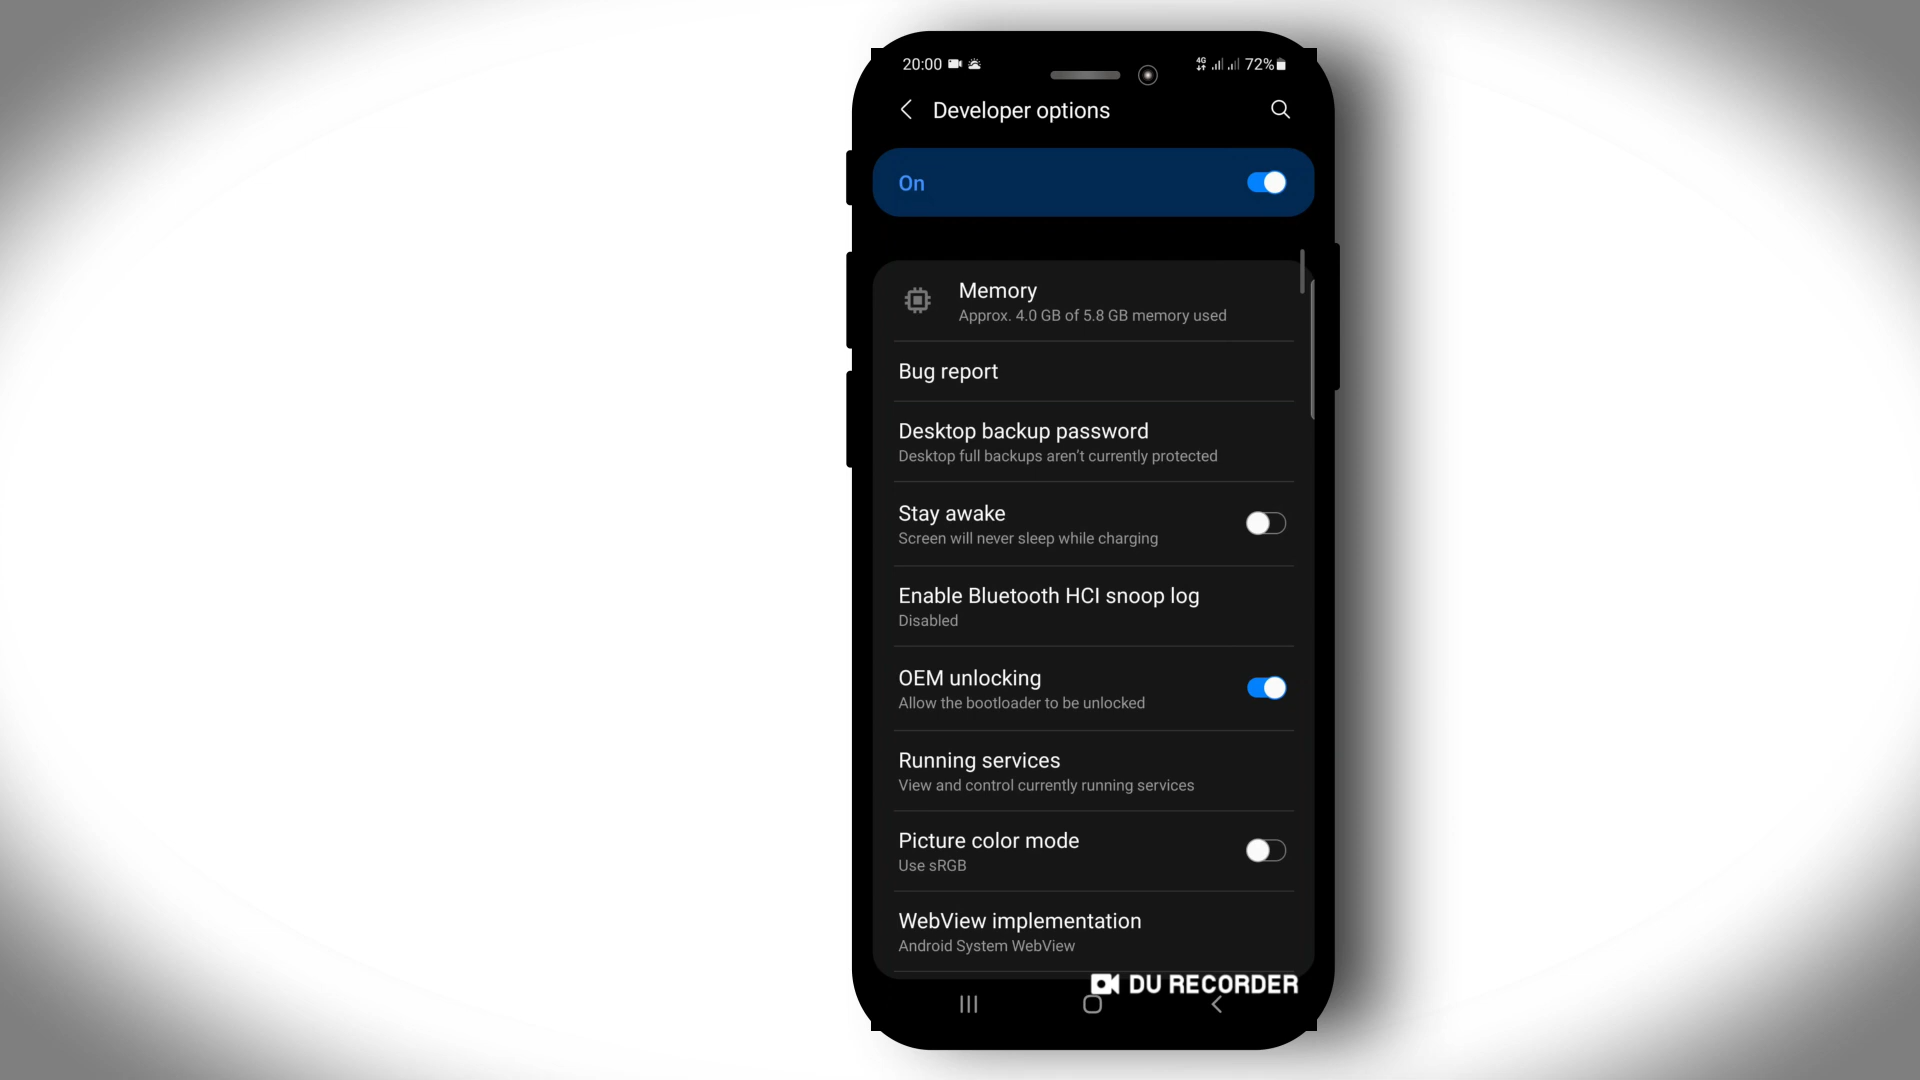 20:00 4G 72%
Developer options
On
Memory
Approx. 4.0 GB of 5.8 GB memory used
Bug report
Desktop backup password
Desktop full backups aren't currently protected
Stay awake
Screen will never sleep while charging
Enable Bluetooth HCI snoop log
Disabled
OEM unlocking
Allow the bootloader to be unlocked
Running services
View and control currently running services
Picture color mode
Use sRGB
WebView implementation
Android System WebView
DU RECORDER